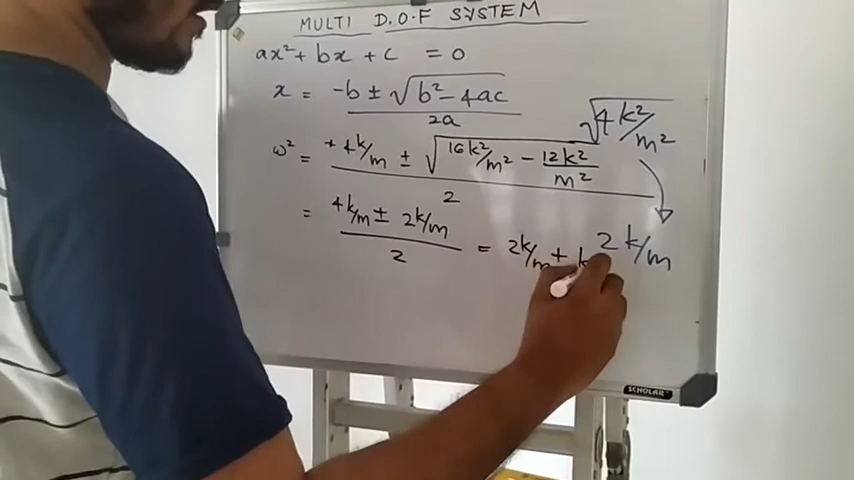 MULTI D.O.F SYSTEM
ax² + bx + c = 0
x = -b ± √b² - 4ac / 2a
√4k²/m²
ω² = + 4k/m ± √16k²/m² - 12k²/m² / 2
= 4k/m ± 2k/m / 2 = 2k/m + k
2k/m
SCHOLAR